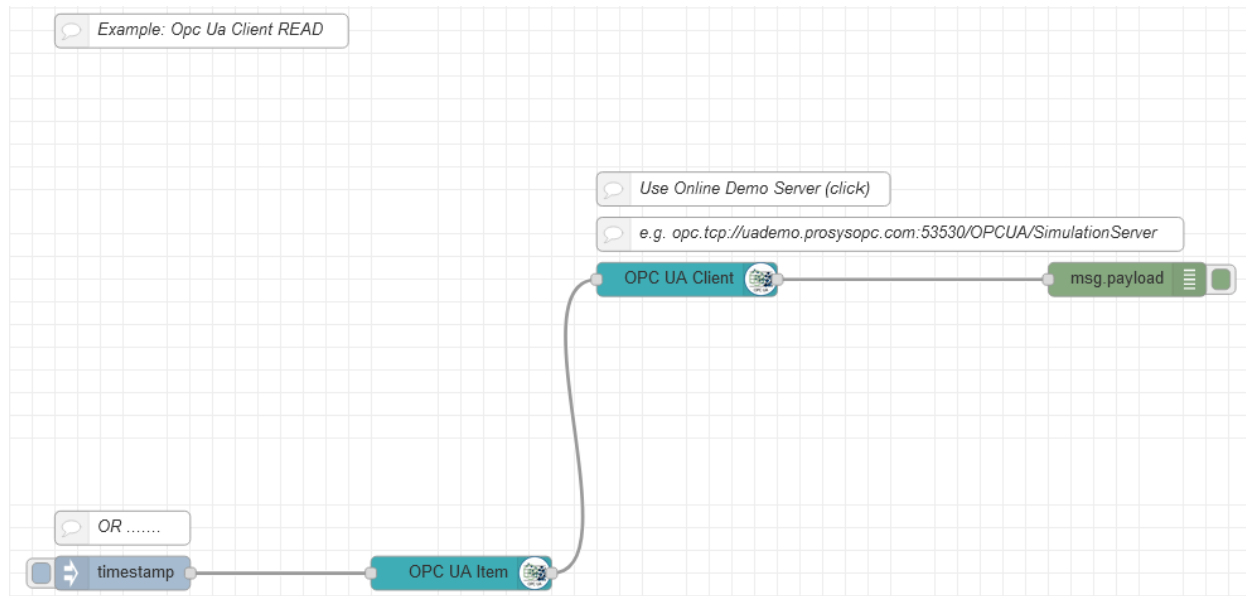 Example: Opc Ua Client READ
Use Online Demo Server (click)
e.g. opc.tcp://uademo.prosysopc.com:53530/OPCUA/SimulationServer
OPC UA Client
msg.payload
OR .......
timestamp
OPC UA Item